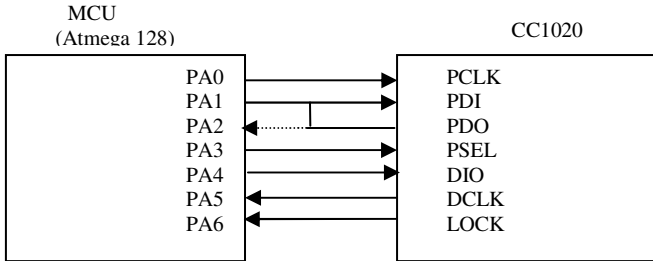 MCU
(Atmega 128)
CC1020
PA0 PCLK
PA1 PDI
PA2 PDO
PA3 PSEL
PA4 DIO
PA5 DCLK
PA6 LOCK